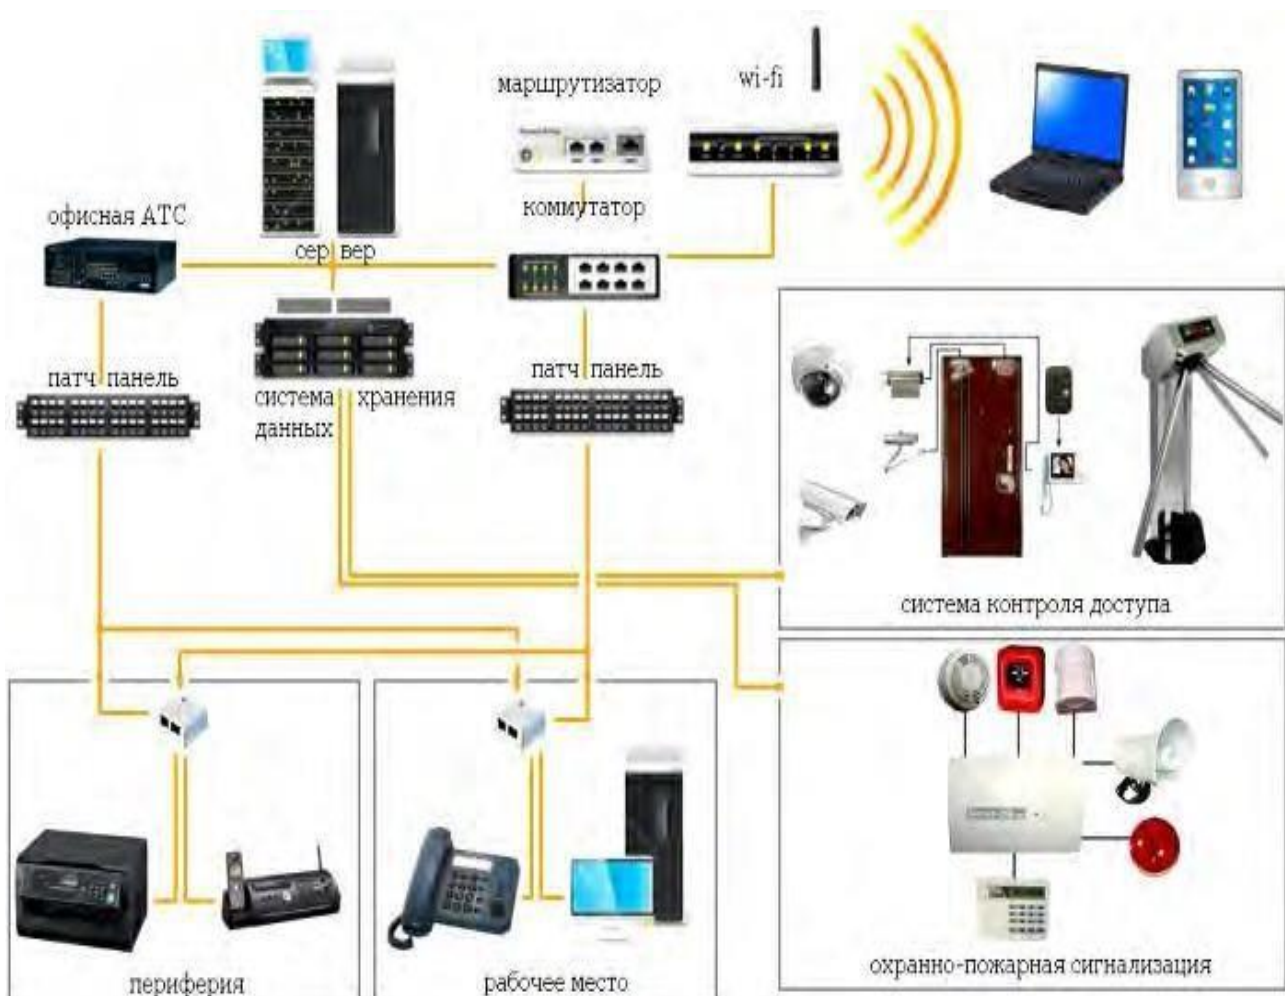 маршрутизатор
wi-fi
офисная АТС
коммутатор
сер вер
патч панель
патч панель
система хранения
данных
система контроля доступа
охранно-пожарная сигнализация
периферия
рабочее место